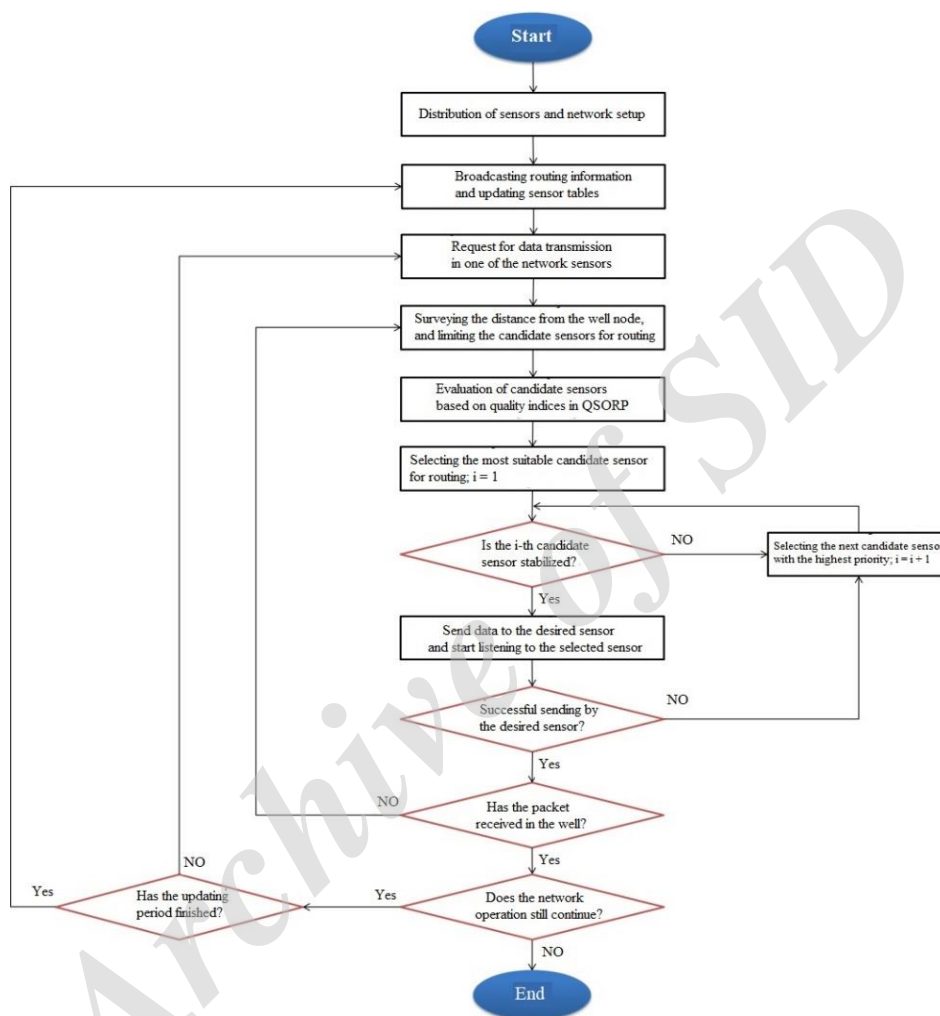 Start
Distribution of sensors and network setup
Broadcasting routing information
and updating sensor tables
Request for data transmission
in one of the network sensors
Surveying the distance from the well node,
and limiting the candidate sensors for routing
Evaluation of candidate sensors
based on quality indices in QSORP
Selecting the most suitable candidate sensor
for routing; i = 1
Is the i-th candidate
sensor stabilized?
NO
Selecting the next candidate sensor
with the highest priority; i = i + 1
Yes
Send data to the desired sensor
and start listening to the selected sensor
Successful sending by
the desired sensor?
NO
Yes
Has the packet
received in the well?
NO
Yes
Does the network
operation still continue?
Yes
Has the updating
period finished?
NO
Yes
NO
End
Archive of SID